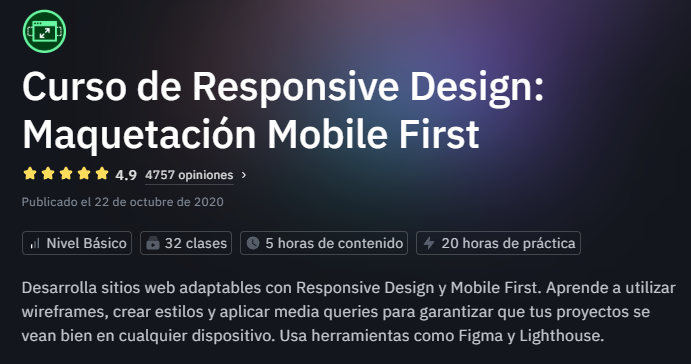 Curso de Responsive Design:
Maquetación Mobile First
4.9 4757 opiniones ›
Publicado el 22 de octubre de 2020
Nivel Básico 32 clases 5 horas de contenido 20 horas de práctica
Desarrolla sitios web adaptables con Responsive Design y Mobile First. Aprende a utilizar
wireframes, crear estilos y aplicar media queries para garantizar que tus proyectos se
vean bien en cualquier dispositivo. Usa herramientas como Figma y Lighthouse.